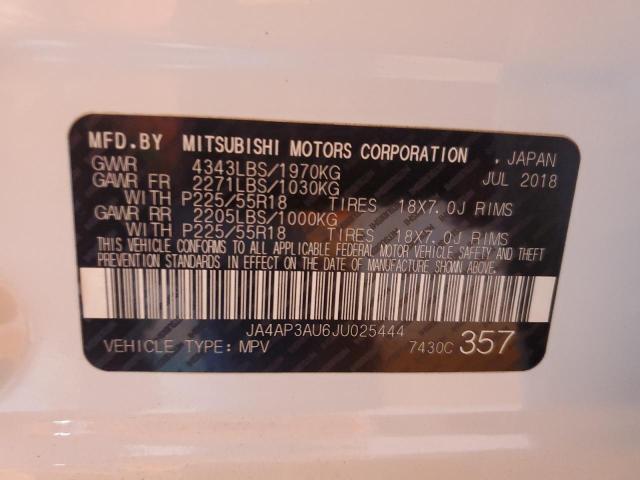 MFD.BY MITSUBISHI MOTORS CORPORATION . JAPAN
GVWR 4343LBS/1970KG JUL 2018
GAWR FR 2271LBS/1030KG
WITH P225/55R18 TIRES 18X7.0J RIMS
GAWR RR 2205LBS/1000KG
WITH P225/55R18 TIRES 18X7.0J RIMS
THIS VEHICLE CONFORMS TO ALL APPLICABLE FEDERAL MOTOR VEHICLE SAFETY AND THEFT
PREVENTION STANDARDS IN EFFECT ON THE DATE OF MANUFACTURE SHOWN ABOVE.
JA4AP3AU6JU025444
VEHICLE TYPE: MPV 7430C 357